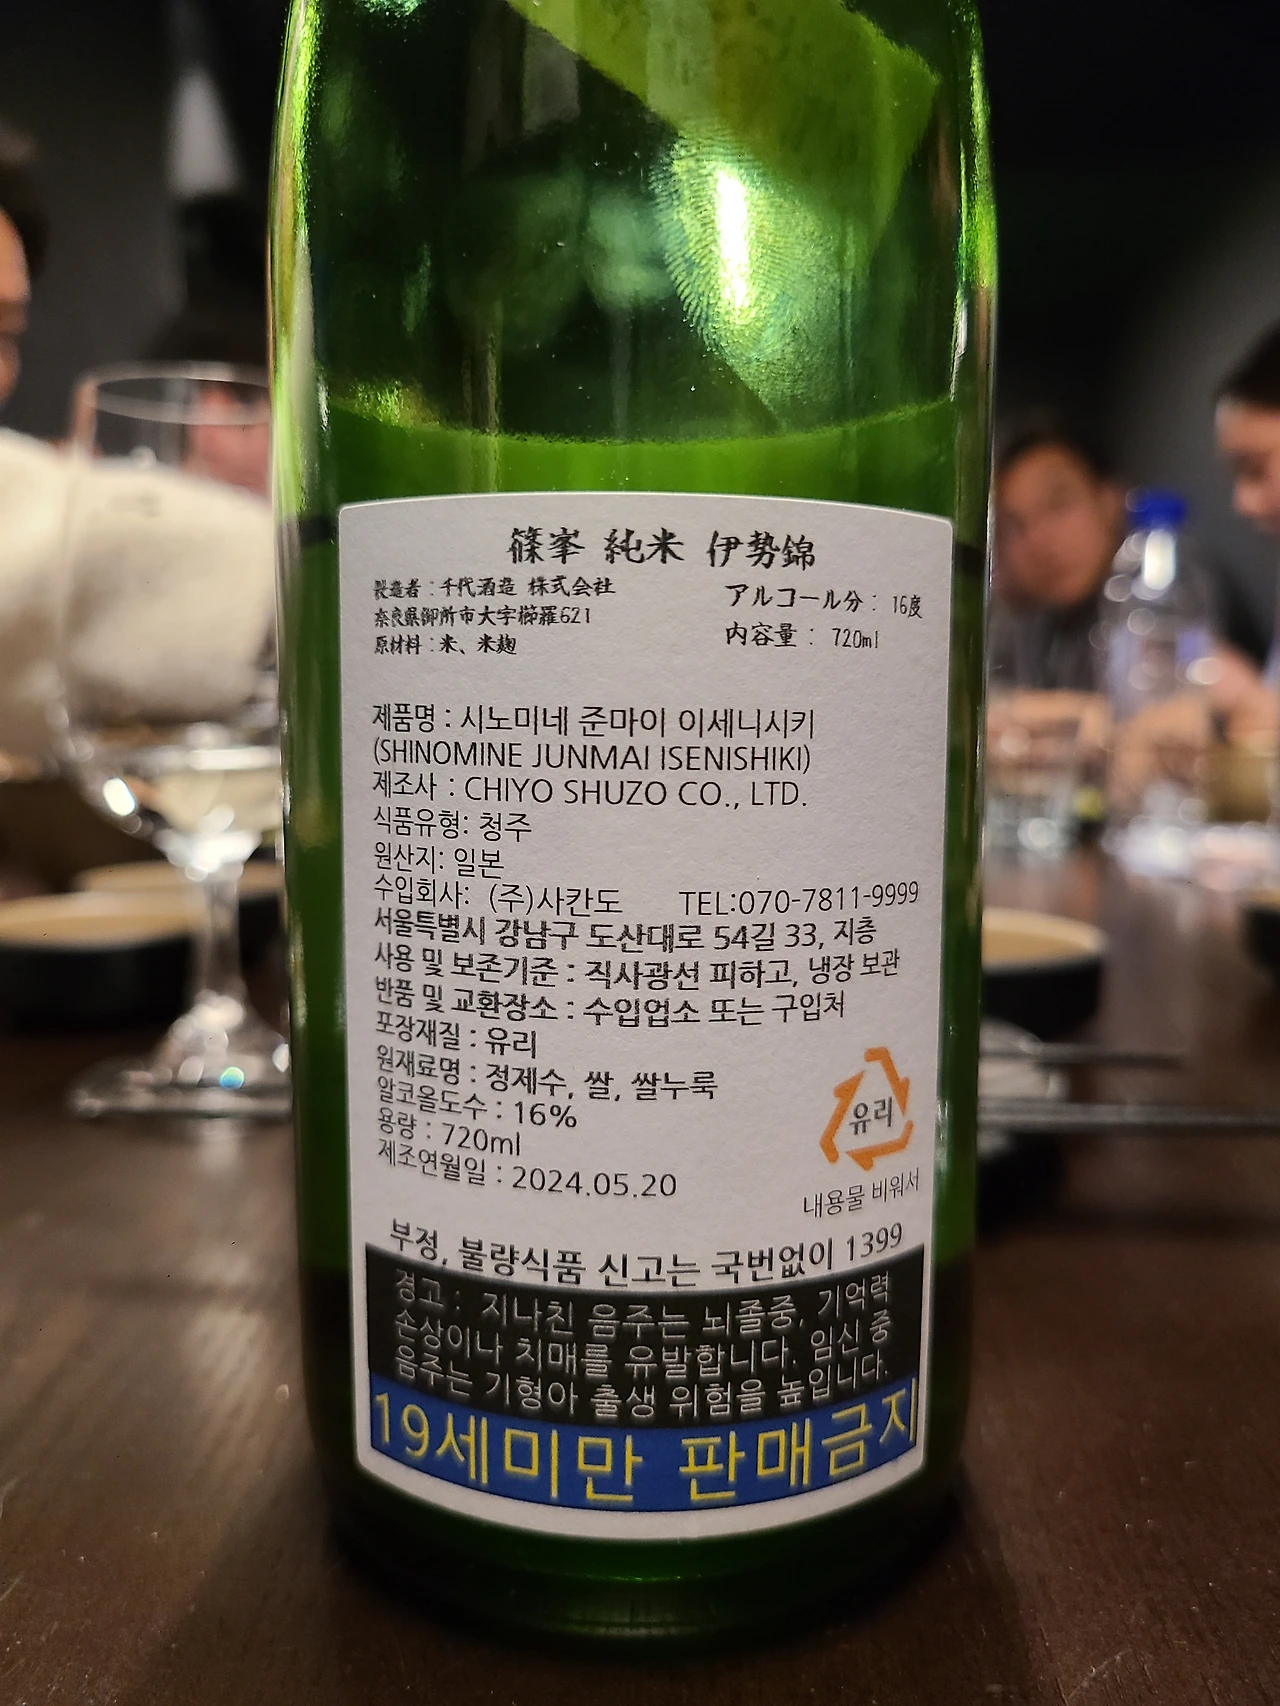 篠峯 純米 伊勢錦
製造者 : 千代酒造 株式会社
奈良県御所市大字櫛羅621
原材料 : 米、米麹
アルコール分 : 16度
内容量 : 720ml
제품명 : 시노미네 준마이 이세니시키
(SHINOMINE JUNMAI ISENISHIKI)
제조사 : CHIYO SHUZO CO., LTD.
식품유형: 청주
원산지: 일본
수입회사: (주)사칸도 TEL:070-7811-9999
서울특별시 강남구 도산대로 54길 33, 지층
사용 및 보존기준 : 직사광선 피하고, 냉장 보관
반품 및 교환장소 : 수입업소 또는 구입처
포장재질 : 유리
원재료명 : 정제수, 쌀, 쌀누룩
알코올도수 : 16%
용량 : 720ml
제조연월일 : 2024.05.20
유리
내용물 비워서
부정, 불량식품 신고는 국번없이 1399
경고 : 지나친 음주는 뇌졸중, 기억력
손상이나 치매를 유발합니다. 임신 중
음주는 기형아 출생 위험을 높입니다.
19세미만 판매금지